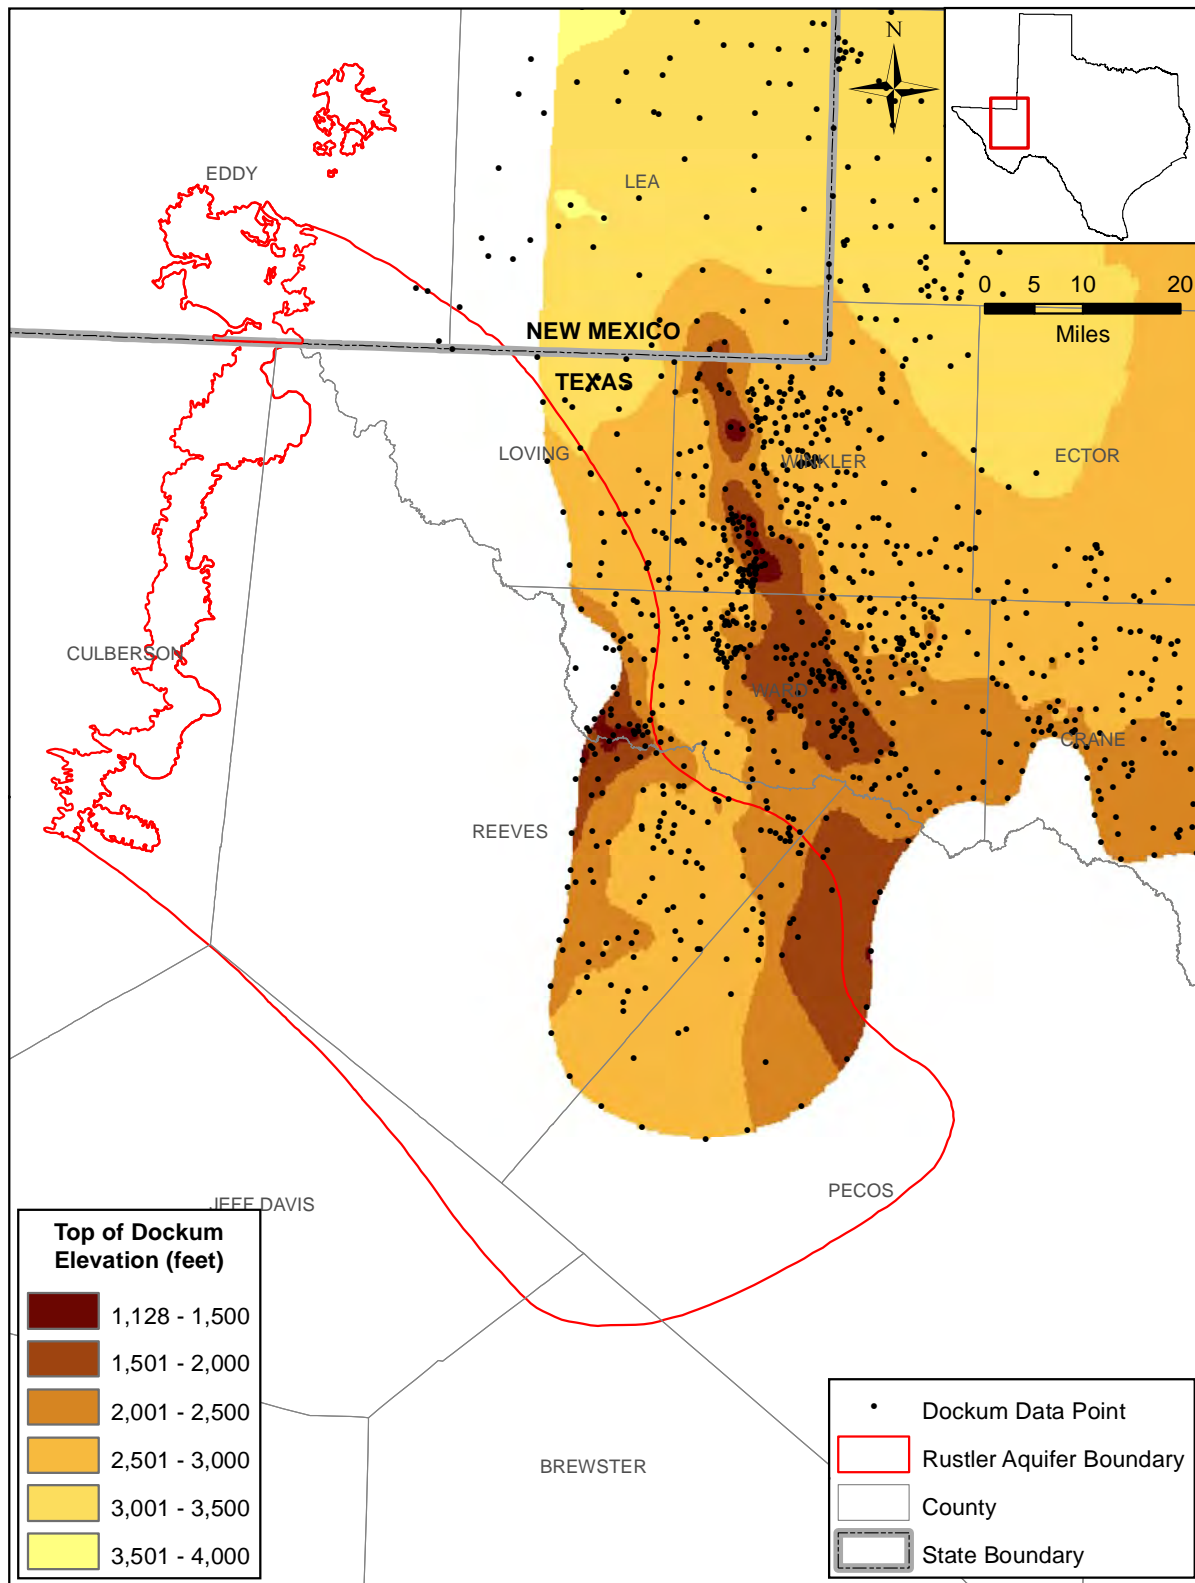 N
EDDY
LEA
0 5 10 20
Miles
NEW MEXICO
TEXAS
LOVING
WINKLER
ECTOR
CULBERSON
WARD
CRANE
REEVES
PECOS
JEFF DAVIS
BREWSTER
Top of Dockum
Elevation (feet)
1,128 - 1,500
1,501 - 2,000
2,001 - 2,500
2,501 - 3,000
3,001 - 3,500
3,501 - 4,000
Dockum Data Point
Rustler Aquifer Boundary
County
State Boundary